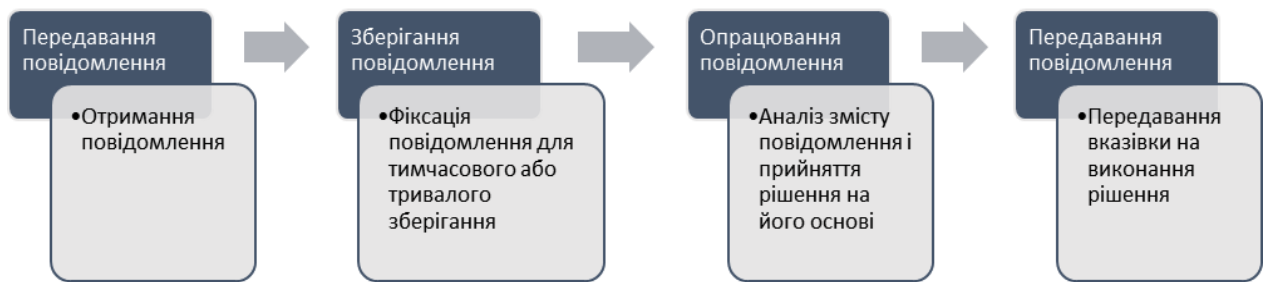 Передавання
повідомлення
•Отримання
повідомлення
Зберігання
повідомлення
•Фіксація
повідомлення для
тимчасового або
тривалого
зберігання
Опрацювання
повідомлення
•Аналіз змісту
повідомлення і
прийняття
рішення на
його основі
Передавання
повідомлення
•Передавання
вказівки на
виконання
рішення